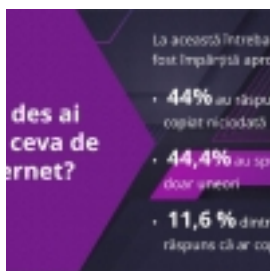 des ai
ceva de
ernet?
La această întreba
fost împărțită apro
• 44% au răspu
copiat niciodată
• 44,4% au sp
doar uneori
• 11,6 % dintr
răspuns că ar co